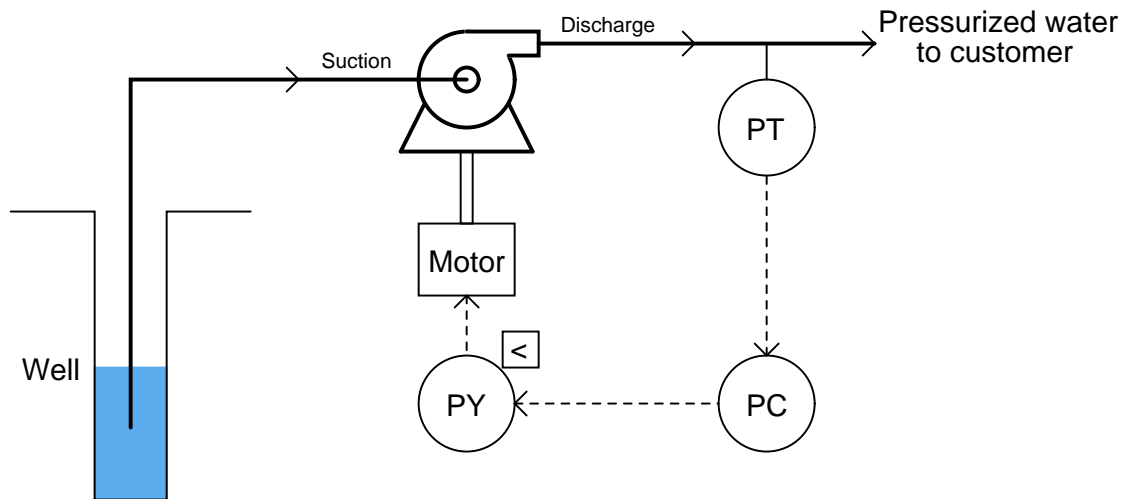 Suction
Discharge
Pressurized water
to customer
PT
Motor
<
Well
PY
PC